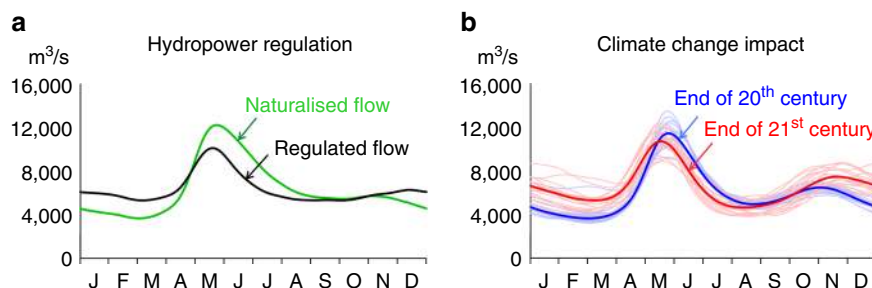 a
Hydropower regulation
m³/s
16,000
12,000
8,000
4,000
0
Naturalised flow
Regulated flow
J F M A M J J A S O N D
b
Climate change impact
m³/s
16,000
12,000
8,000
4,000
0
End of 20th century
End of 21st century
J F M A M J J A S O N D